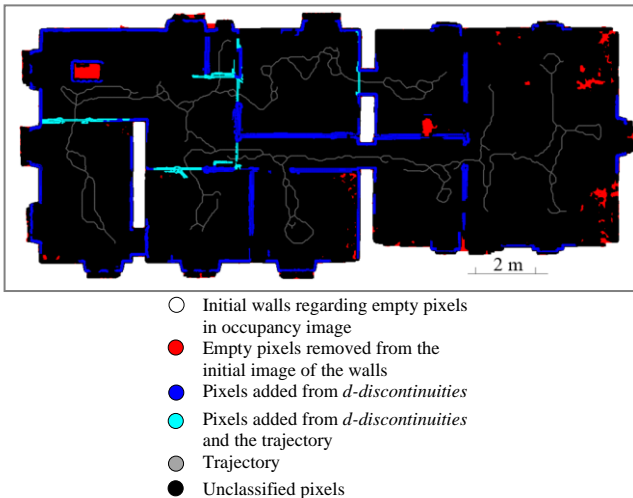 2 m
Initial walls regarding empty pixels
in occupancy image
Empty pixels removed from the
initial image of the walls
Pixels added from d-discontinuities
Pixels added from d-discontinuities
and the trajectory
Trajectory
Unclassified pixels